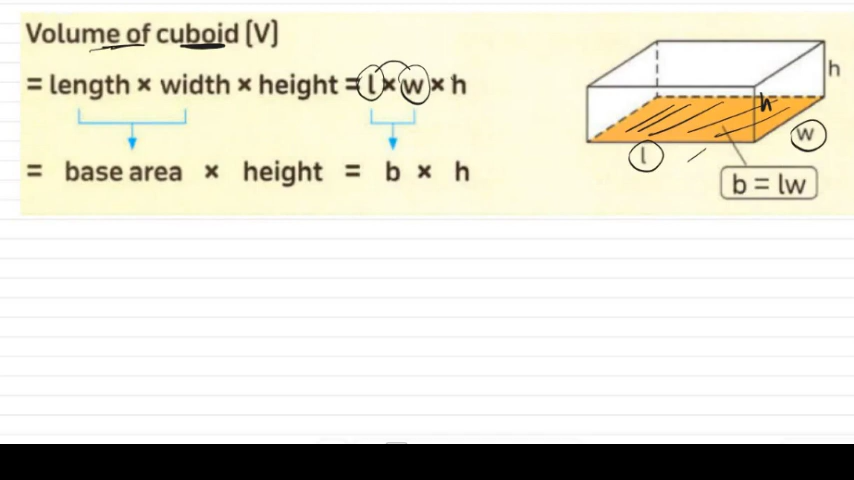 Volume of cuboid (V)
= length × width × height = l × w × h
= base area × height = b × h
h
h
w
l
b = lw